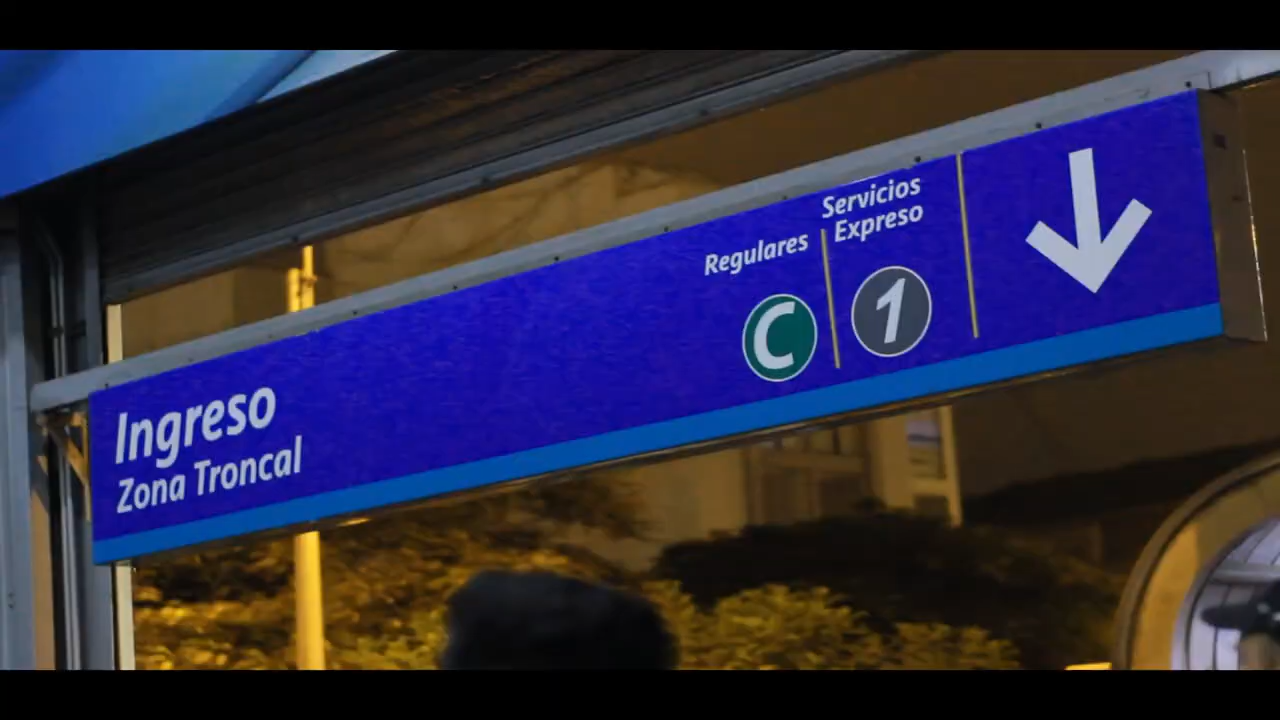 Ingreso
Zona Troncal
Regulares
C
Servicios
Expreso
1